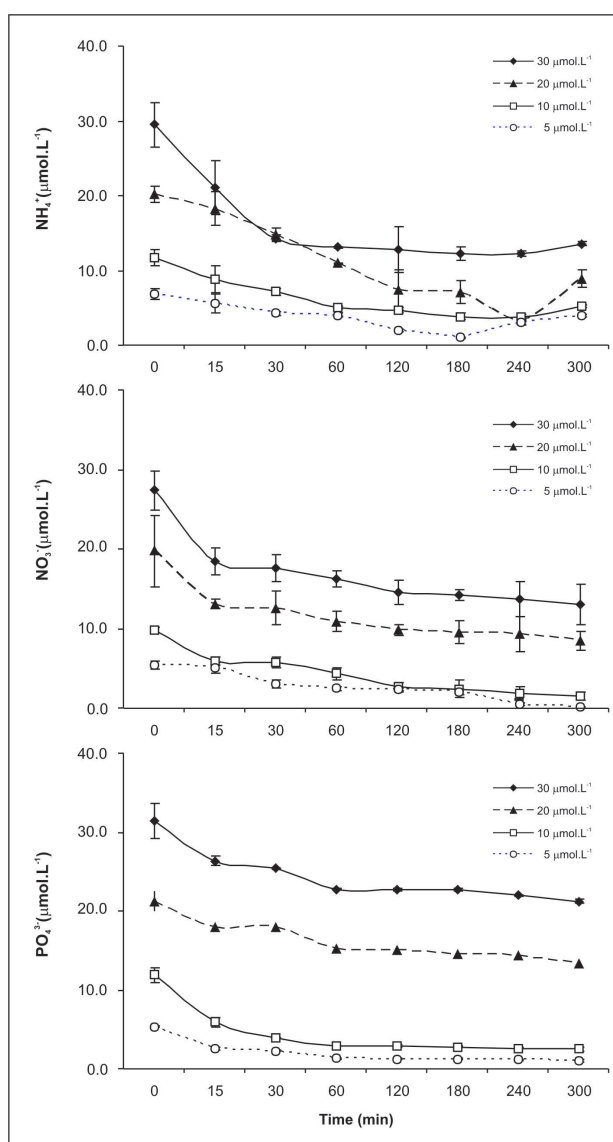 40.0
30.0
20.0
10.0
0.0
NH₄⁺(μmol.L⁻¹)
30 μmol.L⁻¹
20 μmol.L⁻¹
10 μmol.L⁻¹
5 μmol.L⁻¹
0 15 30 60 120 180 240 300
40.0
30.0
20.0
10.0
0.0
NO₃⁻(μmol.L⁻¹)
30 μmol.L⁻¹
20 μmol.L⁻¹
10 μmol.L⁻¹
5 μmol.L⁻¹
0 15 30 60 120 180 240 300
40.0
30.0
20.0
10.0
0.0
PO₄³⁻(μmol.L⁻¹)
30 μmol.L⁻¹
20 μmol.L⁻¹
10 μmol.L⁻¹
5 μmol.L⁻¹
0 15 30 60 120 180 240 300
Time (min)